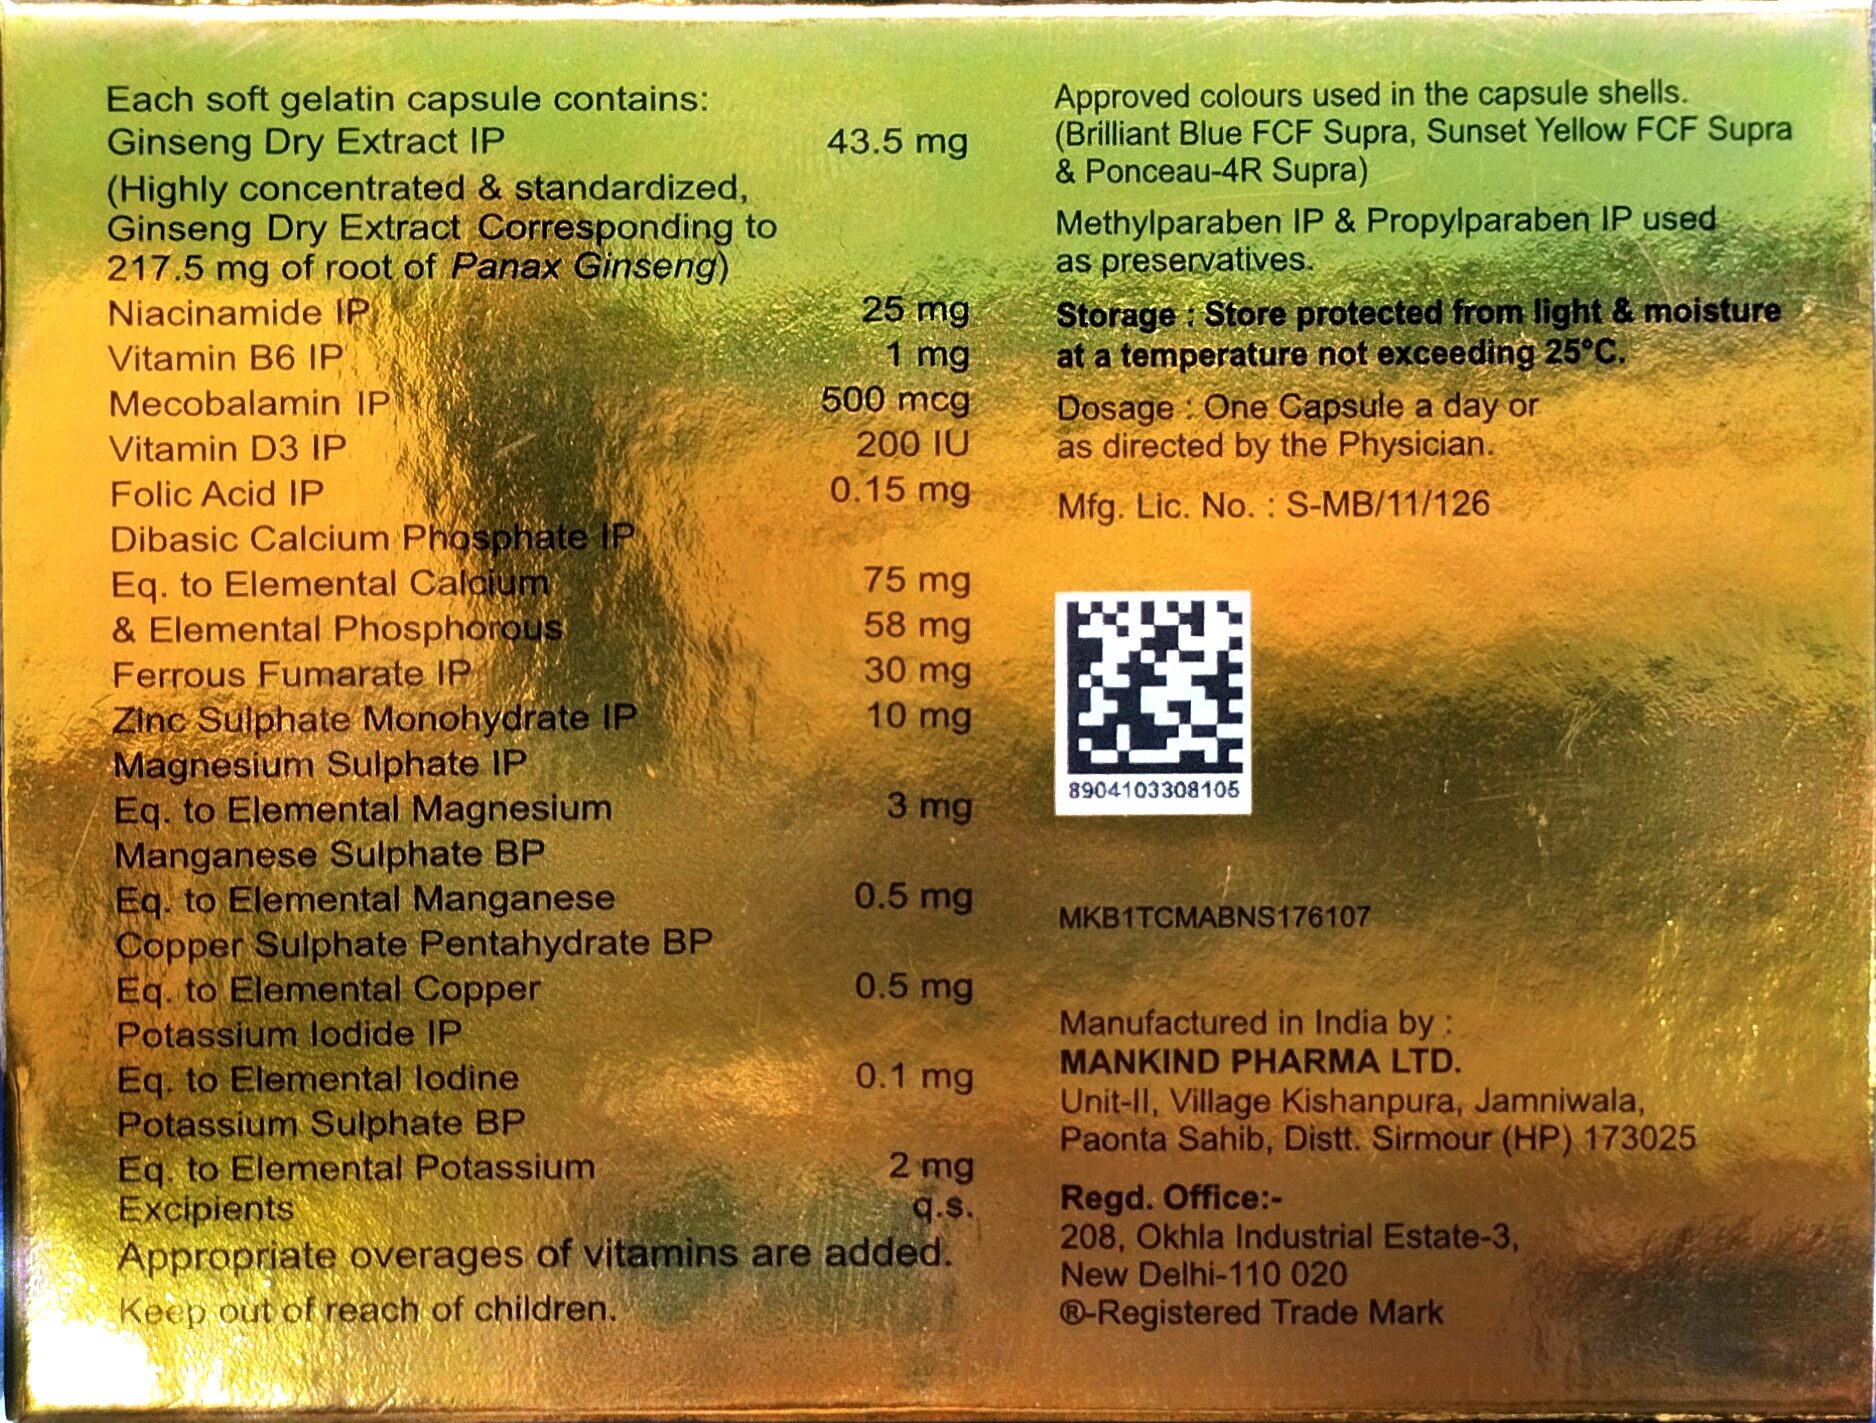 Each soft gelatin capsule contains:
Ginseng Dry Extract IP 43.5 mg
(Highly concentrated & standardized,
Ginseng Dry Extract Corresponding to
217.5 mg of root of Panax Ginseng)
Niacinamide IP 25 mg
Vitamin B6 IP 1 mg
Mecobalamin IP 500 mcg
Vitamin D3 IP 200 IU
Folic Acid IP 0.15 mg
Dibasic Calcium Phosphate IP
Eq. to Elemental Calcium 75 mg
& Elemental Phosphorous 58 mg
Ferrous Fumarate IP 30 mg
ZInc Sulphate Monohydrate IP 10 mg
Magnesium Sulphate IP
Eq. to Elemental Magnesium 3 mg
Manganese Sulphate BP
Eq. to Elemental Manganese 0.5 mg
Copper Sulphate Pentahydrate BP
Eq. to Elemental Copper 0.5 mg
Potassium Iodide IP
Eq. to Elemental Iodine 0.1 mg
Potassium Sulphate BP
Eq. to Elemental Potassium 2 mg
Excipients q.s.
Appropriate overages of vitamins are added.
Keep out of reach of children.
Approved colours used in the capsule shells.
(Brilliant Blue FCF Supra, Sunset Yellow FCF Supra
& Ponceau-4R Supra)
Methylparaben IP & Propylparaben IP used
as preservatives.
Storage : Store protected from light & moisture
at a temperature not exceeding 25°C.
Dosage : One Capsule a day or
as directed by the Physician.
Mfg. Lic. No. : S-MB/11/126
8904103308105
MKB1TCMABNS176107
Manufactured in India by :
MANKIND PHARMA LTD.
Unit-II, Village Kishanpura, Jamniwala,
Paonta Sahib, Distt. Sirmour (HP) 173025
Regd. Office:-
208, Okhla Industrial Estate-3,
New Delhi-110 020
®-Registered Trade Mark